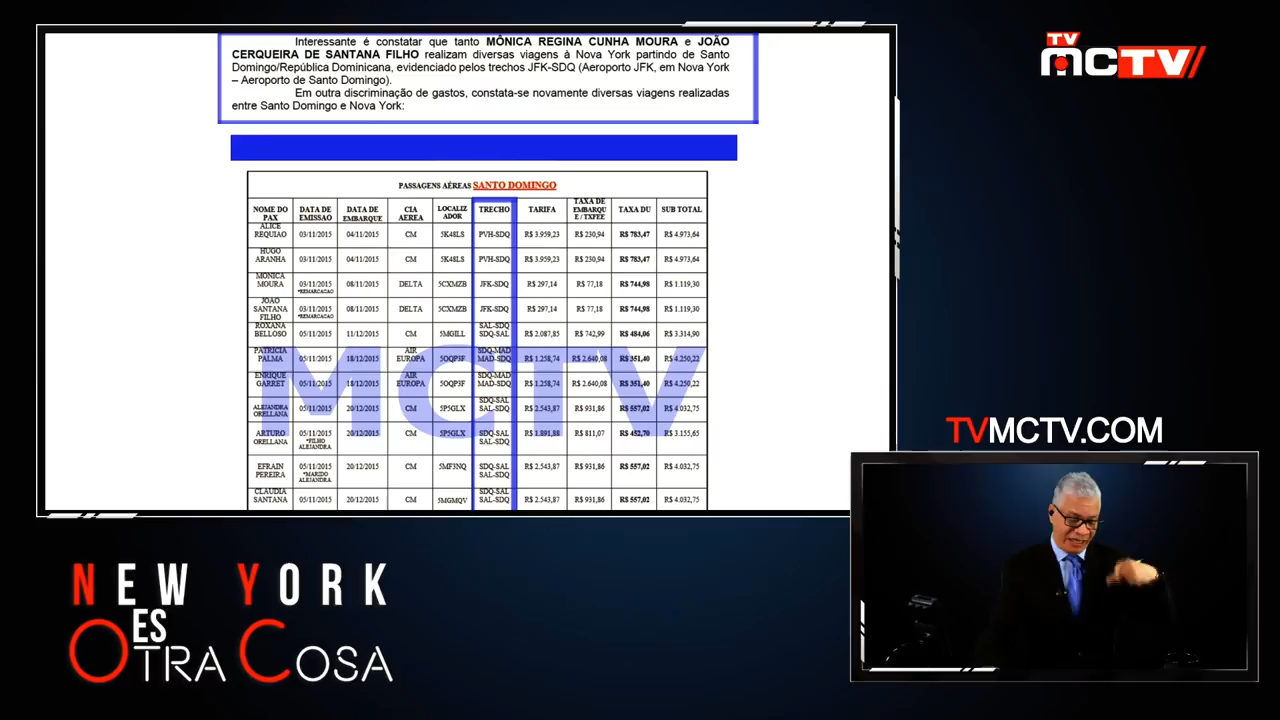 Interessante é constatar que tanto MÔNICA REGINA CUNHA MOURA e JOÃO
CERQUEIRA DE SANTANA FILHO realizam diversas viagens à Nova York partindo de Santo
Domingo/República Dominicana, evidenciado pelos trechos JFK-SDQ (Aeroporto JFK, em Nova York
– Aeroporto de Santo Domingo).
Em outra discriminação de gastos, constata-se novamente diversas viagens realizadas
entre Santo Domingo e Nova York:
PASSAGENS AÉREAS SANTO DOMINGO
NOME DO PAX DATA DE EMISSAO DATA DE EMBARQUE CIA AEREA LOCALIZADOR TRECHO TARIFA TAXA DE EMBARQUE / TXFEE TAXA DU SUB TOTAL
ALICE REQUIAO 03/11/2015 04/11/2015 CM 5K48LS PVH-SDQ R$ 3.959,23 R$ 230,94 R$ 783,47 R$ 4.973,64
HUGO ARANHA 03/11/2015 04/11/2015 CM 5K48LS PVH-SDQ R$ 3.959,23 R$ 230,94 R$ 783,47 R$ 4.973,64
MONICA MOURA 03/11/2015 *REMARCACAO 08/11/2015 DELTA 5CXMZB JFK-SDQ R$ 297,14 R$ 77,18 R$ 744,98 R$ 1.119,30
JOAO SANTANA FILHO 03/11/2015 *REMARCACAO 08/11/2015 DELTA 5CXMZB JFK-SDQ R$ 297,14 R$ 77,18 R$ 744,98 R$ 1.119,30
ROXANA BELLOSO 05/11/2015 11/12/2015 CM 5MGILL SAL-SDQ SDQ-SAL R$ 2.087,85 R$ 742,99 R$ 484,06 R$ 3.314,90
PATRICIA PALMA 05/11/2015 18/12/2015 AIR EUROPA 5OQP3F SDQ-MAD MAD-SDQ R$ 1.258,74 R$ 2.640,08 R$ 351,40 R$ 4.250,22
ENRIQUE GARRET 05/11/2015 18/12/2015 AIR EUROPA 5OQP3F SDQ-MAD MAD-SDQ R$ 1.258,74 R$ 2.640,08 R$ 351,40 R$ 4.250,22
ALEJANDRA ORELLANA 05/11/2015 20/12/2015 CM 5P5GLX SDQ-SAL SAL-SDQ R$ 2.543,87 R$ 931,86 R$ 557,02 R$ 4.032,75
ARTURO ORELLANA 05/11/2015 *FILHO ALEJANDRA. 20/12/2015 CM 5P5GLX SDQ-SAL SAL-SDQ R$ 1.891,88 R$ 811,07 R$ 452,70 R$ 3.155,65
EFRAIN PEREIRA 05/11/2015 *MARIDO ALEJANDRA. 20/12/2015 CM 5MF3NQ SDQ-SAL SAL-SDQ R$ 2.543,87 R$ 931,86 R$ 557,02 R$ 4.032,75
CLAUDIA SANTANA 05/11/2015 20/12/2015 CM 5MGMQV SDQ-SAL SAL-SDQ R$ 2.543,87 R$ 931,86 R$ 557,02 R$ 4.032,75
MCTV
TV
MCTV
TVMCTV.COM
NEW YORK
ES
OTRA COSA